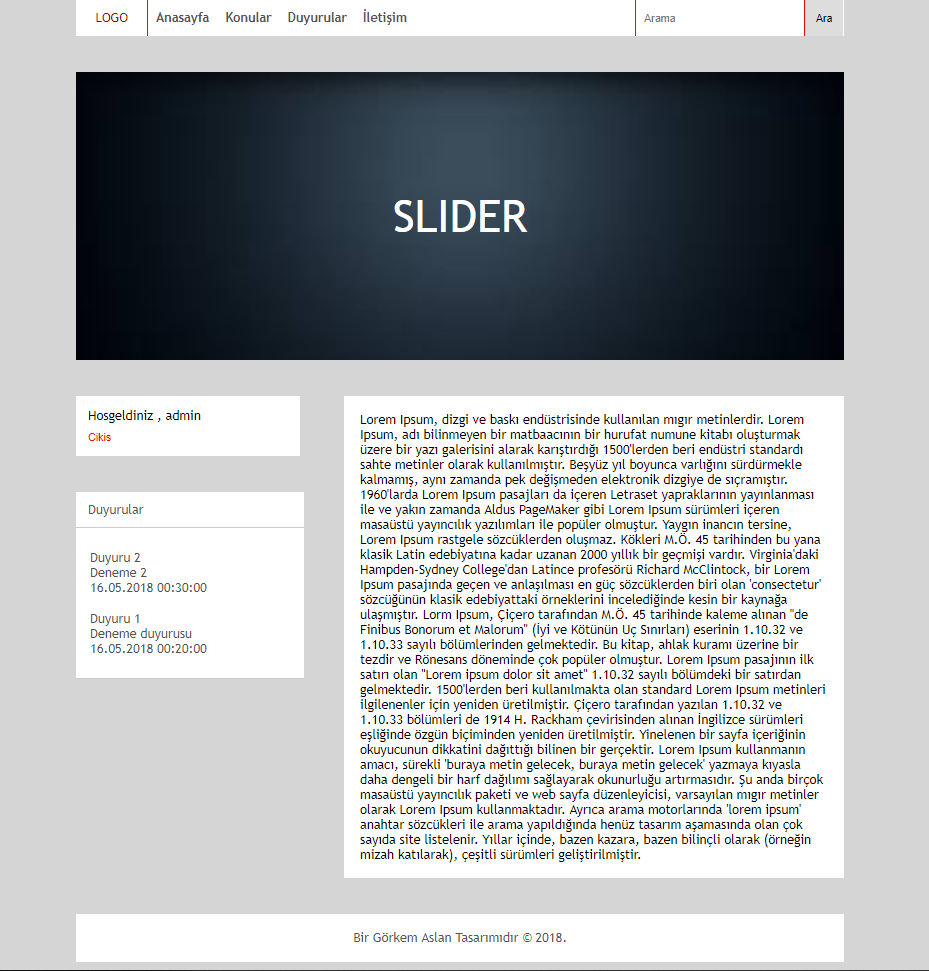 LOGO Anasayfa Konular Duyurular İletişim Arama Ara
SLIDER
Hosgeldiniz , admin
Cikis
Duyurular
Duyuru 2
Deneme 2
16.05.2018 00:30:00
Duyuru 1
Deneme duyurusu
16.05.2018 00:20:00
Lorem Ipsum, dizgi ve baskı endüstrisinde kullanılan mıgır metinlerdir. Lorem
Ipsum, adı bilinmeyen bir matbaacının bir hurufat numune kitabı oluşturmak
üzere bir yazı galerisini alarak karıştırdığı 1500'lerden beri endüstri standardı
sahte metinler olarak kullanılmıştır. Beşyüz yıl boyunca varlığını sürdürmekle
kalmamış, aynı zamanda pek değişmeden elektronik dizgiye de sıçramıştır.
1960'larda Lorem Ipsum pasajları da içeren Letraset yapraklarının yayınlanması
ile ve yakın zamanda Aldus PageMaker gibi Lorem Ipsum sürümleri içeren
masaüstü yayıncılık yazılımları ile popüler olmuştur. Yaygın inancın tersine,
Lorem Ipsum rastgele sözcüklerden oluşmaz. Kökleri M.Ö. 45 tarihinden bu yana
klasik Latin edebiyatına kadar uzanan 2000 yıllık bir geçmişi vardır. Virginia'daki
Hampden-Sydney College'dan Latince profesörü Richard McClintock, bir Lorem
Ipsum pasajında geçen ve anlaşılması en güç sözcüklerden biri olan 'consectetur'
sözcüğünün klasik edebiyattaki örneklerini incelediğinde kesin bir kaynağa
ulaşmıştır. Lorm Ipsum, Çiçero tarafından M.Ö. 45 tarihinde kaleme alınan "de
Finibus Bonorum et Malorum" (İyi ve Kötünün Uç Sınırları) eserinin 1.10.32 ve
1.10.33 sayılı bölümlerinden gelmektedir. Bu kitap, ahlak kuramı üzerine bir
tezdir ve Rönesans döneminde çok popüler olmuştur. Lorem Ipsum pasajının ilk
satırı olan "Lorem ipsum dolor sit amet" 1.10.32 sayılı bölümdeki bir satırdan
gelmektedir. 1500'lerden beri kullanılmakta olan standard Lorem Ipsum metinleri
ilgilenenler için yeniden üretilmiştir. Çiçero tarafından yazılan 1.10.32 ve
1.10.33 bölümleri de 1914 H. Rackham çevirisinden alınan İngilizce sürümleri
eşliğinde özgün biçiminden yeniden üretilmiştir. Yinelenen bir sayfa içeriğinin
okuyucunun dikkatini dağıttığı bilinen bir gerçektir. Lorem Ipsum kullanmanın
amacı, sürekli 'buraya metin gelecek, buraya metin gelecek' yazmaya kıyasla
daha dengeli bir harf dağılımı sağlayarak okunurluğu artırmasıdır. Şu anda birçok
masaüstü yayıncılık paketi ve web sayfa düzenleyicisi, varsayılan mıgır metinler
olarak Lorem Ipsum kullanmaktadır. Ayrıca arama motorlarında 'lorem ipsum'
anahtar sözcükleri ile arama yapıldığında henüz tasarım aşamasında olan çok
sayıda site listelenir. Yıllar içinde, bazen kazara, bazen bilinçli olarak (örneğin
mizah katılarak), çeşitli sürümleri geliştirilmiştir.
Bir Görkem Aslan Tasarımıdır © 2018.